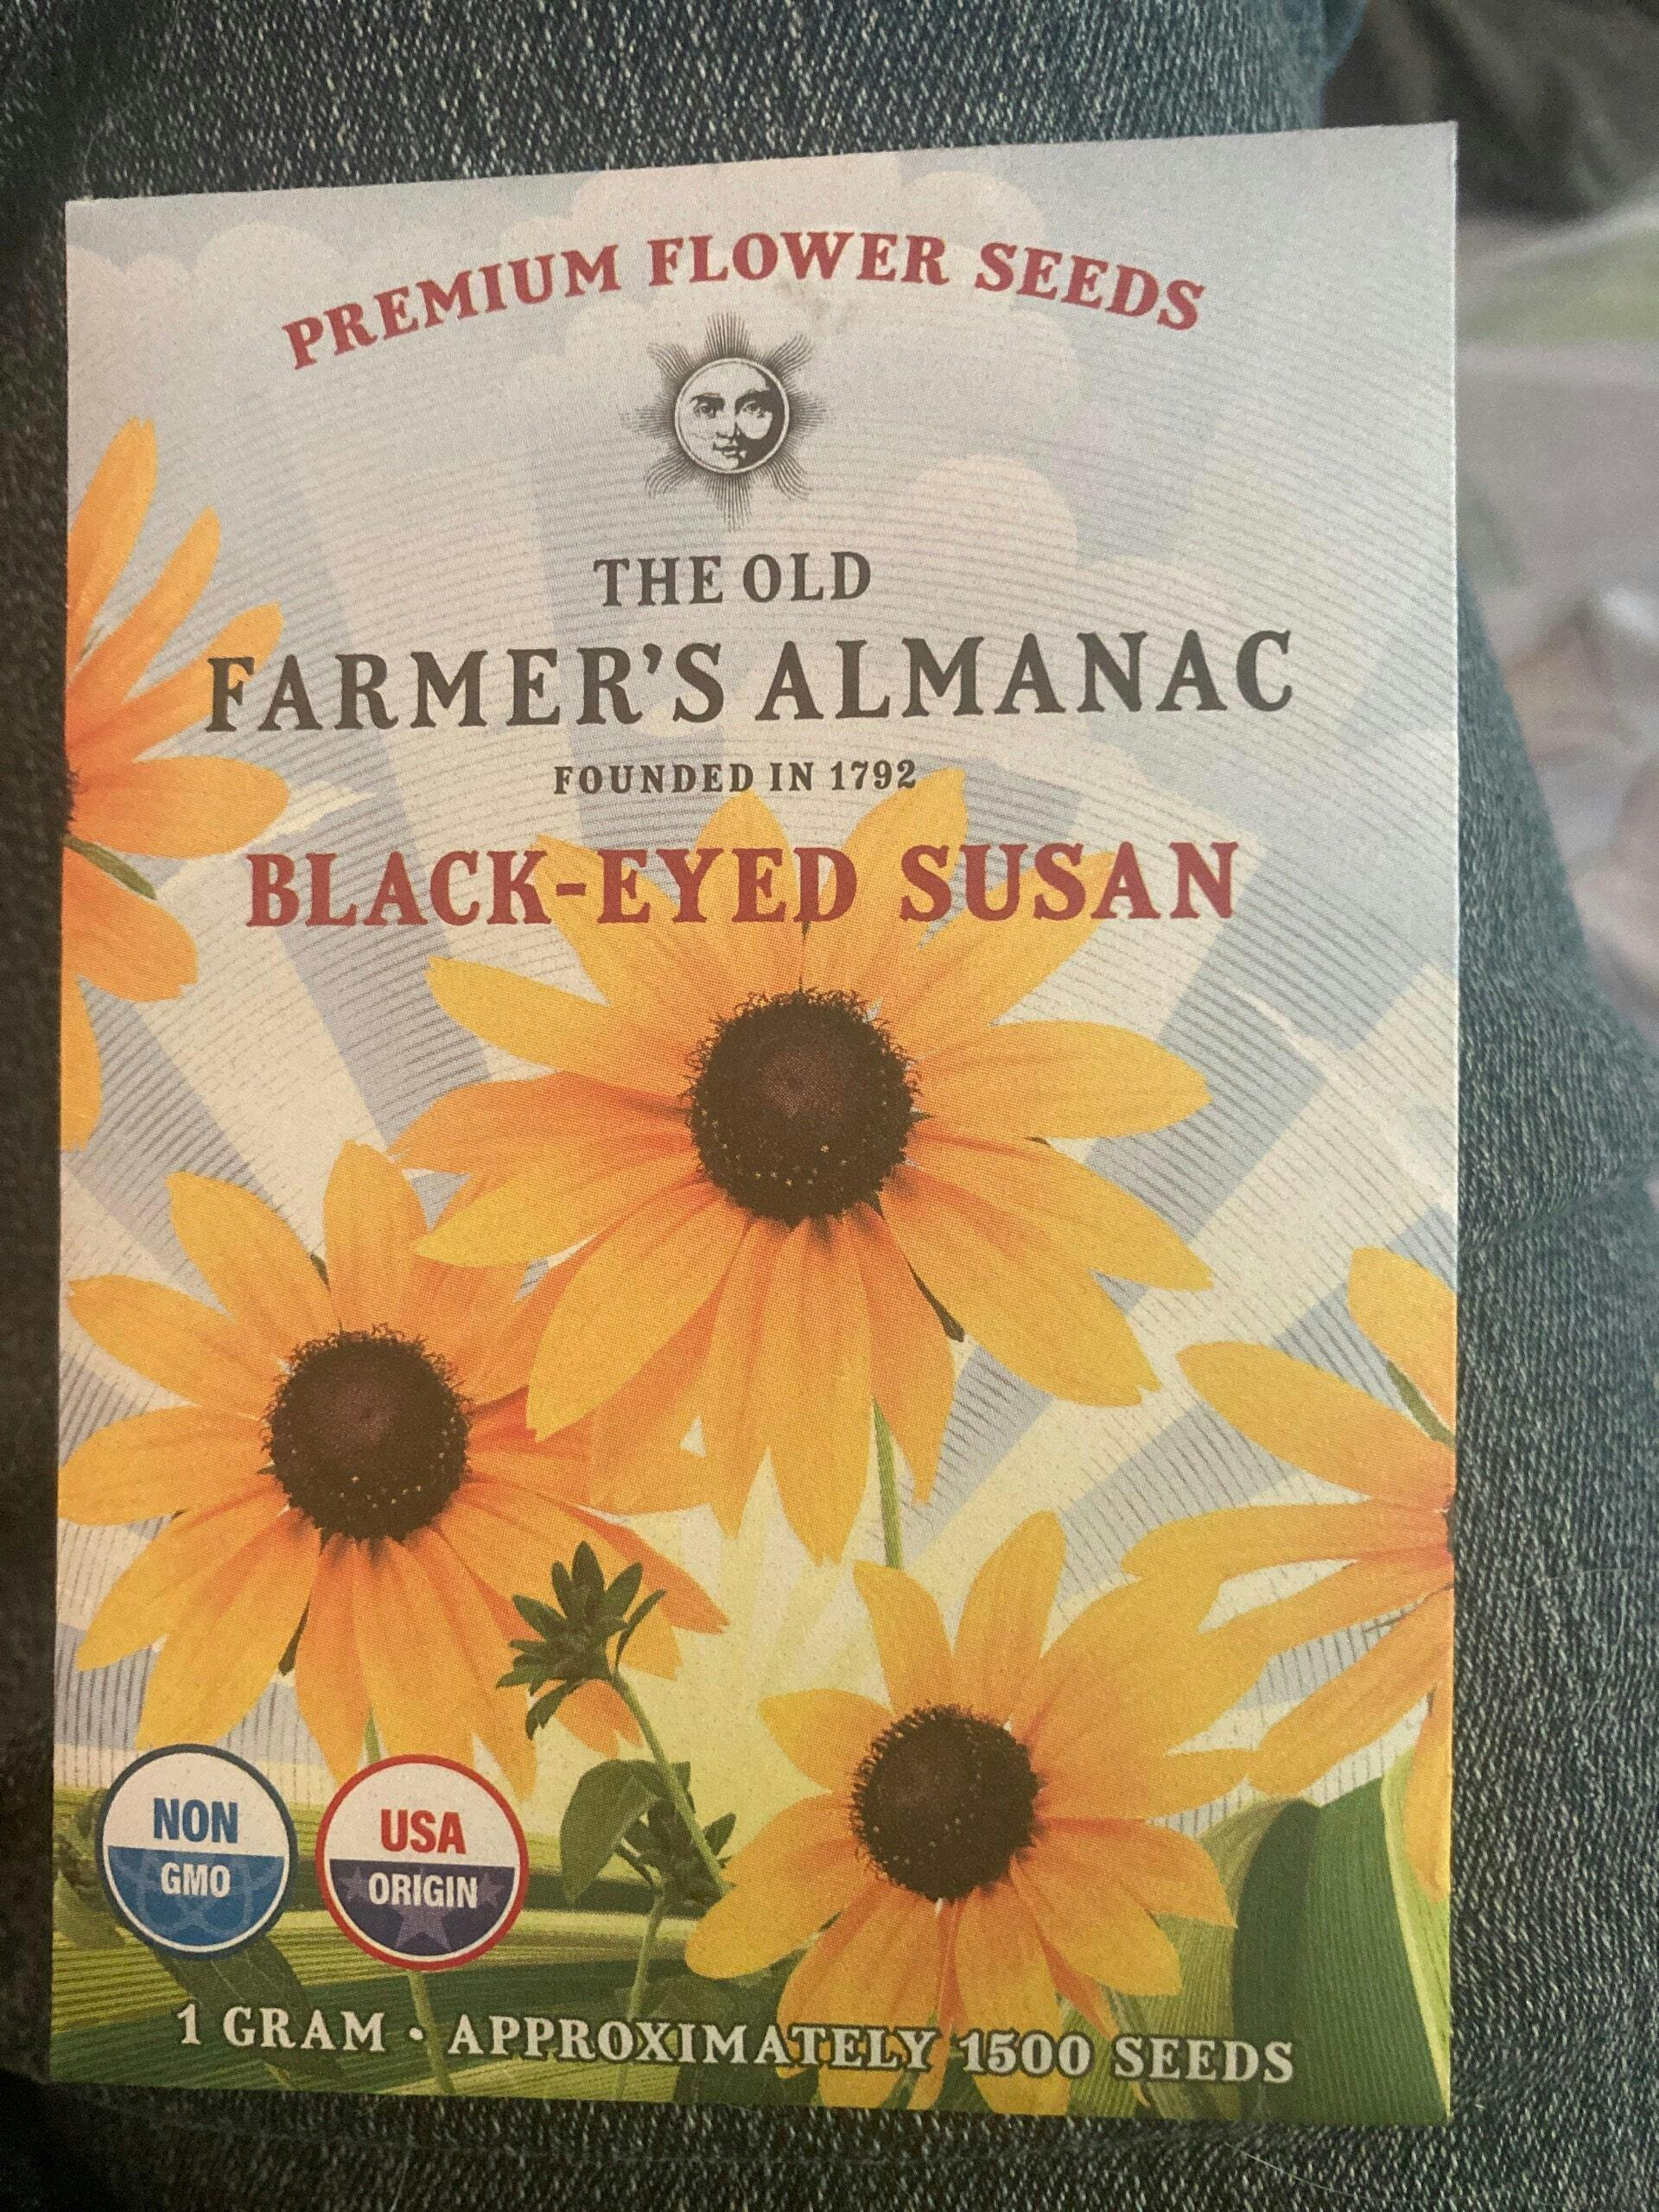 PREMIUM FLOWER SEEDS
THE OLD
FARMER'S ALMANAC
FOUNDED IN 1792
BLACK-EYED SUSAN
NON
GMO
USA
ORIGIN
1 GRAM • APPROXIMATELY 1500 SEEDS